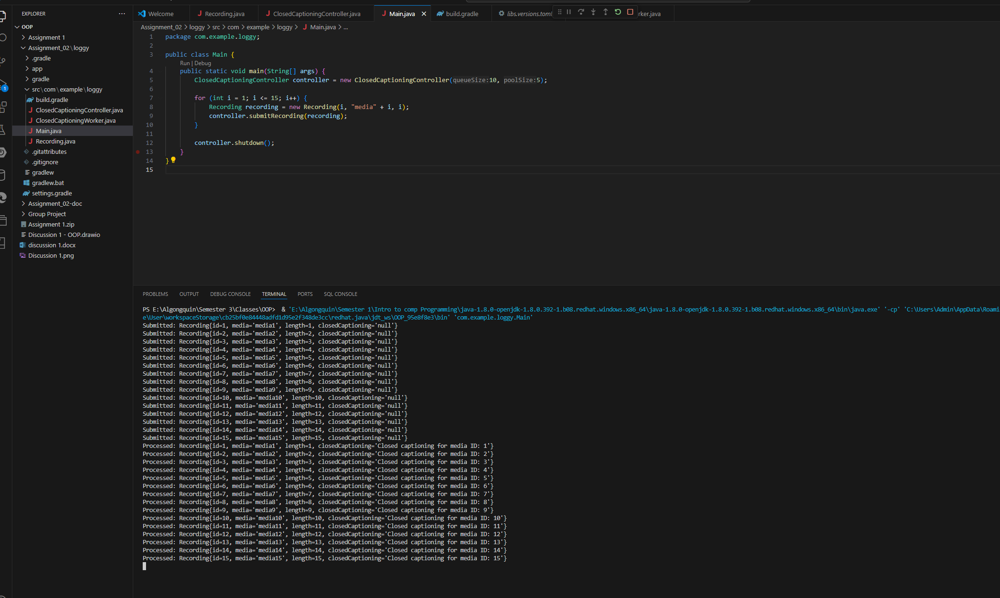 EXPLORER ...
OOP
Assignment 1
Assignment_02\loggy
.gradle
app
gradle
src\com\example\loggy
build.gradle
ClosedCaptioningController.java
ClosedCaptioningWorker.java
Main.java
Recording.java
.gitattributes
.gitignore
gradlew
gradlew.bat
settings.gradle
Assignment_02-doc
Group Project
Assignment 1.zip
Discussion 1 - OOP.drawio
discussion 1.docx
Discussion 1.png
1
Welcome Recording.java ClosedCaptioningController.java Main.java build.gradle libs.versions.toml rker.java
Assignment_02 > loggy > src > com > example > loggy > Main.java > ...
1 package com.example.loggy;
2
3 public class Main {
Run | Debug
4 public static void main(String[] args) {
5 ClosedCaptioningController controller = new ClosedCaptioningController(queueSize:10, poolSize:5);
6
7 for (int i = 1; i <= 15; i++) {
8 Recording recording = new Recording(i, "media" + i, i);
9 controller.submitRecording(recording);
10 }
11
12 controller.shutdown();
13 }
14 }
15
PROBLEMS OUTPUT DEBUG CONSOLE TERMINAL PORTS SQL CONSOLE
PS E:\Algongquin\Semester 3\Classes\OOP> & 'E:\Algongquin\Semester 1\Intro to comp Programming\java-1.8.0-openjdk-1.8.0.392-1.b08.redhat.windows.x86_64\java-1.8.0-openjdk-1.8.0.392-1.b08.redhat.windows.x86_64\bin\java.exe' '-cp' 'C:\Users\Admin\AppData\Roami
e\User\workspaceStorage\cb25bf0e84448adfd1d95e2f348de3cc\redhat.java\jdt_ws\OOP_95e8f8e3\bin' 'com.example.loggy.Main'
Submitted: Recording{id=1, media='media1', length=1, closedCaptioning='null'}
Submitted: Recording{id=2, media='media2', length=2, closedCaptioning='null'}
Submitted: Recording{id=3, media='media3', length=3, closedCaptioning='null'}
Submitted: Recording{id=4, media='media4', length=4, closedCaptioning='null'}
Submitted: Recording{id=5, media='media5', length=5, closedCaptioning='null'}
Submitted: Recording{id=6, media='media6', length=6, closedCaptioning='null'}
Submitted: Recording{id=7, media='media7', length=7, closedCaptioning='null'}
Submitted: Recording{id=8, media='media8', length=8, closedCaptioning='null'}
Submitted: Recording{id=9, media='media9', length=9, closedCaptioning='null'}
Submitted: Recording{id=10, media='media10', length=10, closedCaptioning='null'}
Submitted: Recording{id=11, media='media11', length=11, closedCaptioning='null'}
Submitted: Recording{id=12, media='media12', length=12, closedCaptioning='null'}
Submitted: Recording{id=13, media='media13', length=13, closedCaptioning='null'}
Submitted: Recording{id=14, media='media14', length=14, closedCaptioning='null'}
Submitted: Recording{id=15, media='media15', length=15, closedCaptioning='null'}
Processed: Recording{id=1, media='media1', length=1, closedCaptioning='Closed captioning for media ID: 1'}
Processed: Recording{id=2, media='media2', length=2, closedCaptioning='Closed captioning for media ID: 2'}
Processed: Recording{id=3, media='media3', length=3, closedCaptioning='Closed captioning for media ID: 3'}
Processed: Recording{id=4, media='media4', length=4, closedCaptioning='Closed captioning for media ID: 4'}
Processed: Recording{id=5, media='media5', length=5, closedCaptioning='Closed captioning for media ID: 5'}
Processed: Recording{id=6, media='media6', length=6, closedCaptioning='Closed captioning for media ID: 6'}
Processed: Recording{id=7, media='media7', length=7, closedCaptioning='Closed captioning for media ID: 7'}
Processed: Recording{id=8, media='media8', length=8, closedCaptioning='Closed captioning for media ID: 8'}
Processed: Recording{id=9, media='media9', length=9, closedCaptioning='Closed captioning for media ID: 9'}
Processed: Recording{id=10, media='media10', length=10, closedCaptioning='Closed captioning for media ID: 10'}
Processed: Recording{id=11, media='media11', length=11, closedCaptioning='Closed captioning for media ID: 11'}
Processed: Recording{id=12, media='media12', length=12, closedCaptioning='Closed captioning for media ID: 12'}
Processed: Recording{id=13, media='media13', length=13, closedCaptioning='Closed captioning for media ID: 13'}
Processed: Recording{id=14, media='media14', length=14, closedCaptioning='Closed captioning for media ID: 14'}
Processed: Recording{id=15, media='media15', length=15, closedCaptioning='Closed captioning for media ID: 15'}